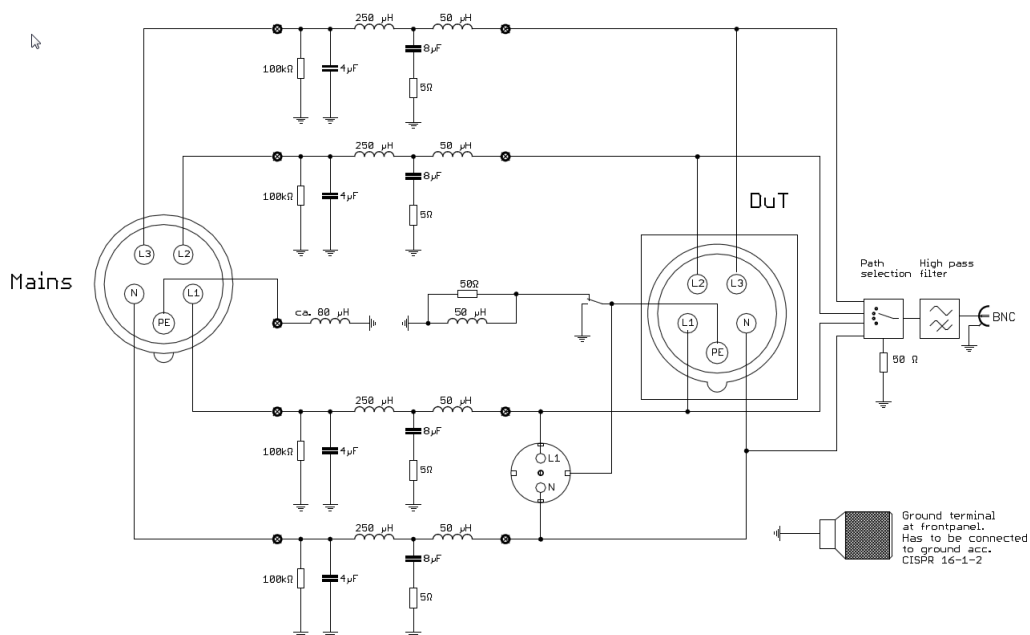 250 µH
50 µH
100kΩ
4µF
8µF
5Ω
250 µH
50 µH
100kΩ
4µF
8µF
5Ω
DuT
Mains
L3
L2
N
L1
PE
ca. 80 µH
50Ω
50 µH
L2
L3
L1
N
PE
Path
selection
High pass
filter
BNC
50 Ω
250 µH
50 µH
100kΩ
4µF
8µF
5Ω
L1
N
250 µH
50 µH
100kΩ
4µF
8µF
5Ω
Ground terminal
at frontpanel.
Has to be connected
to ground acc.
CISPR 16-1-2